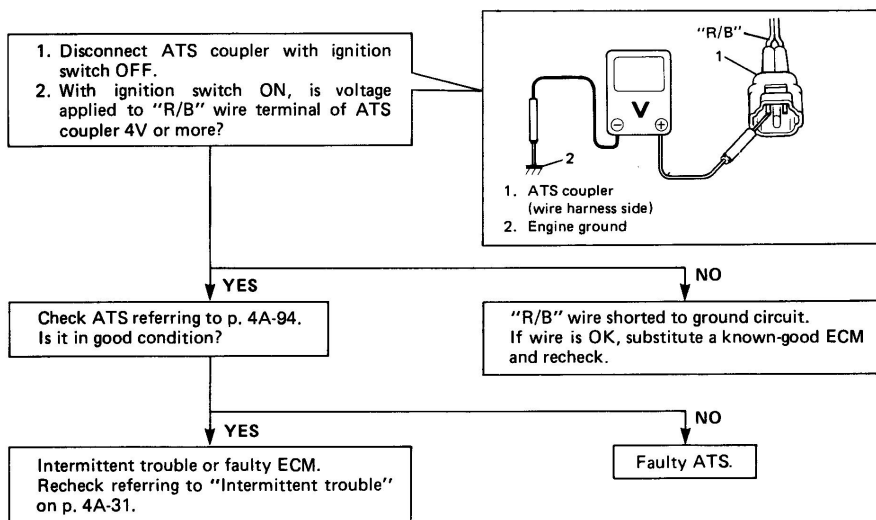 1. Disconnect ATS coupler with ignition
switch OFF.
2. With ignition switch ON, is voltage
applied to "R/B" wire terminal of ATS
coupler 4V or more?
"R/B"
1
V
⊖ ⊕
2
1. ATS coupler
(wire harness side)
2. Engine ground
YES
NO
Check ATS referring to p. 4A-94.
Is it in good condition?
"R/B" wire shorted to ground circuit.
If wire is OK, substitute a known-good ECM
and recheck.
YES
NO
Intermittent trouble or faulty ECM.
Recheck referring to "Intermittent trouble"
on p. 4A-31.
Faulty ATS.